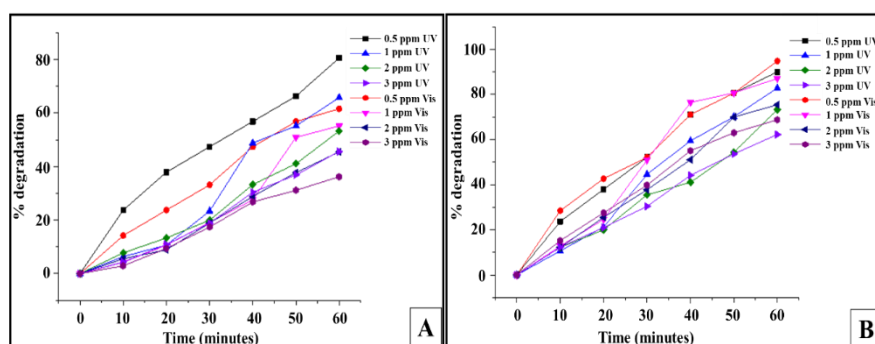 % degradation
80
60
40
20
0
0 10 20 30 40 50 60
Time (minutes)
0.5 ppm UV
1 ppm UV
2 ppm UV
3 ppm UV
0.5 ppm Vis
1 ppm Vis
2 ppm Vis
3 ppm Vis
A
% degradation
100
80
60
40
20
0
0 10 20 30 40 50 60
Time (minutes)
0.5 ppm UV
1 ppm UV
2 ppm UV
3 ppm UV
0.5 ppm Vis
1 ppm Vis
2 ppm Vis
3 ppm Vis
B